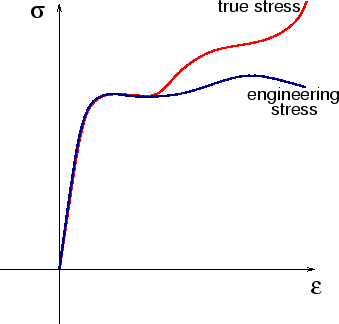 true stress
σ
engineering
stress
ε